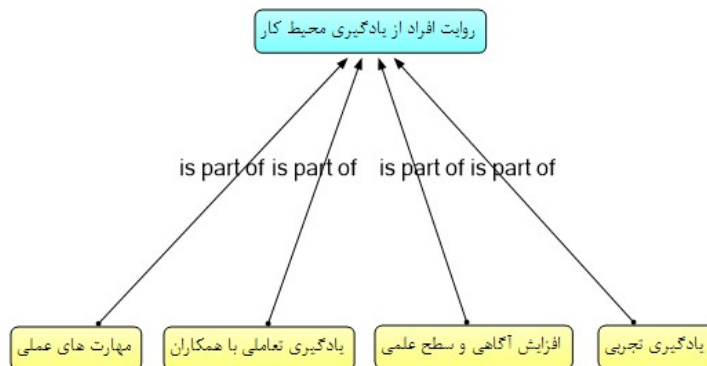 روایت افراد از یادگیری محیط کار
is part of is part of is part of is part of
مهارت های عملی
یادگیری تعاملی با همکاران
افزایش آگاهی و سطح علمی
یادگیری تجربی